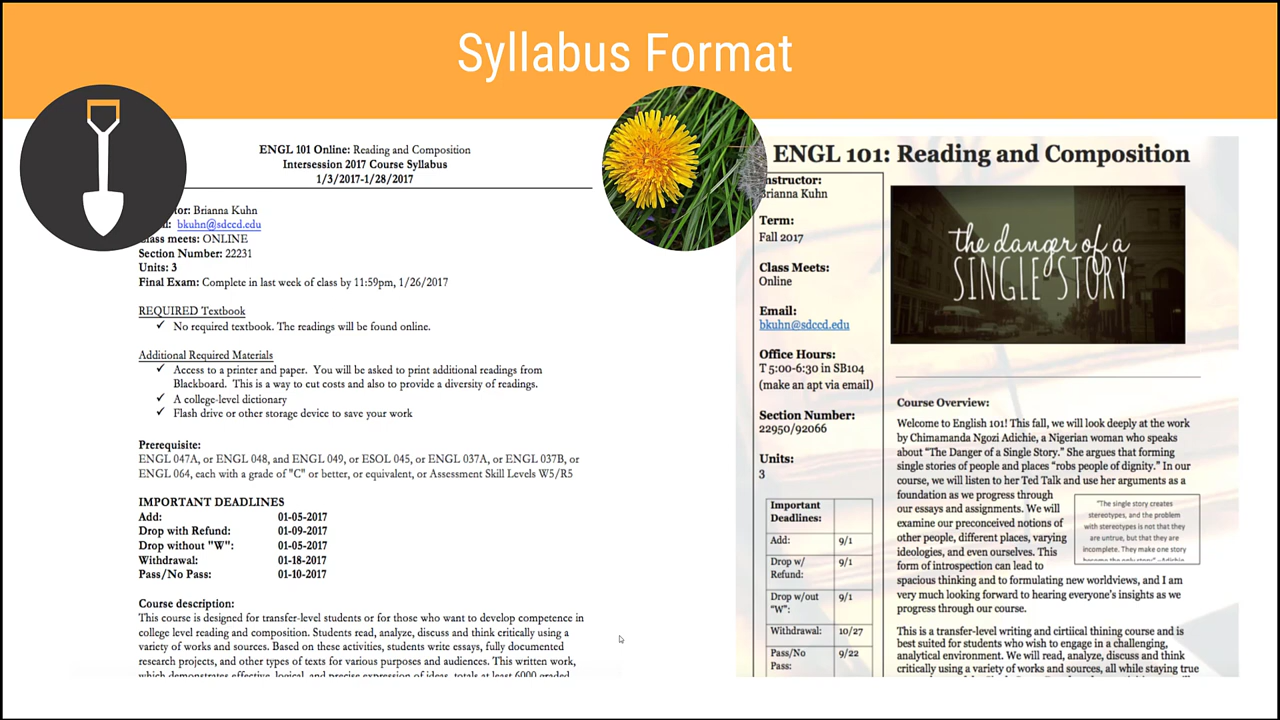 Syllabus Format
ENGL 101 Online: Reading and Composition
Intersession 2017 Course Syllabus
1/3/2017-1/28/2017
tor: Brianna Kuhn
bkuhn@sdccd.edu
lass meets: ONLINE
Section Number: 22231
Units: 3
Final Exam: Complete in last week of class by 11:59pm, 1/26/2017
REQUIRED Textbook
✓ No required textbook. The readings will be found online.
Additional Required Materials
✓ Access to a printer and paper. You will be asked to print additional readings from
Blackboard. This is a way to cut costs and also to provide a diversity of readings.
✓ A college-level dictionary
✓ Flash drive or other storage device to save your work
Prerequisite:
ENGL 047A, or ENGL 048, and ENGL 049, or ESOL 045, or ENGL 037A, or ENGL 037B, or
ENGL 064, each with a grade of "C" or better, or equivalent, or Assessment Skill Levels W5/R5
IMPORTANT DEADLINES
Add: 01-05-2017
Drop with Refund: 01-09-2017
Drop without "W": 01-05-2017
Withdrawal: 01-18-2017
Pass/No Pass: 01-10-2017
Course description:
This course is designed for transfer-level students or for those who want to develop competence in
college level reading and composition. Students read, analyze, discuss and think critically using a
variety of works and sources. Based on these activities, students write essays, fully documented
research projects, and other types of texts for various purposes and audiences. This written work,
which demonstrates effective, logical, and precise expression of ideas, totals at least 6000 graded
ENGL 101: Reading and Composition
nstructor:
Brianna Kuhn
Term:
Fall 2017
Class Meets:
Online
Email:
bkuhn@sdccd.edu
Office Hours:
T 5:00-6:30 in SB104
(make an apt via email)
Section Number:
22950/92066
Units:
3
Important
Deadlines:
Add: 9/1
Drop w/ 9/1
Refund:
Drop w/out 9/1
"W":
Withdrawal: 10/27
Pass/No 9/22
Pass:
the danger of a
SINGLE STORY
Course Overview:
Welcome to English 101! This fall, we will look deeply at the work
by Chimamanda Ngozi Adichie, a Nigerian woman who speaks
about “The Danger of a Single Story.” She argues that forming
single stories of people and places “robs people of dignity.” In our
course, we will listen to her Ted Talk and use her arguments as a
foundation as we progress through
our essays and assignments. We will
examine our preconceived notions of
other people, different places, varying
ideologies, and even ourselves. This
form of introspection can lead to
spacious thinking and to formulating new worldviews, and I am
very much looking forward to hearing everyone’s insights as we
progress through our course.
“The single story creates
stereotypes, and the problem
with stereotypes is not that they
are untrue, but that they are
incomplete. They make one story
become the only story” –Adichie
This is a transfer-level writing and cirtiical thining course and is
best suited for students who wish to engage in a challenging,
analytical environment. We will read, analyze, discuss and think
critically using a variety of works and sources, all while staying true